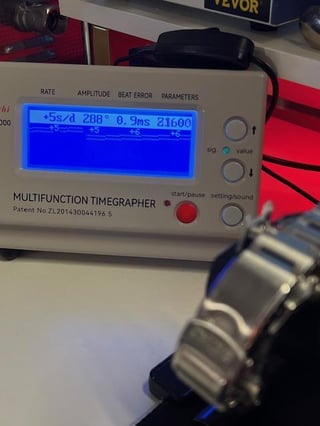 VEVOR
RATE AMPLITUDE BEAT ERROR PARAMETERS
+5s/d 288° 0.9ms 21600
+5 +5 +6 +6
000
sig. value
MULTIFUNCTION TIMEGRAPHER
start/pause setting/sound
Patent No.ZL201430044196.5